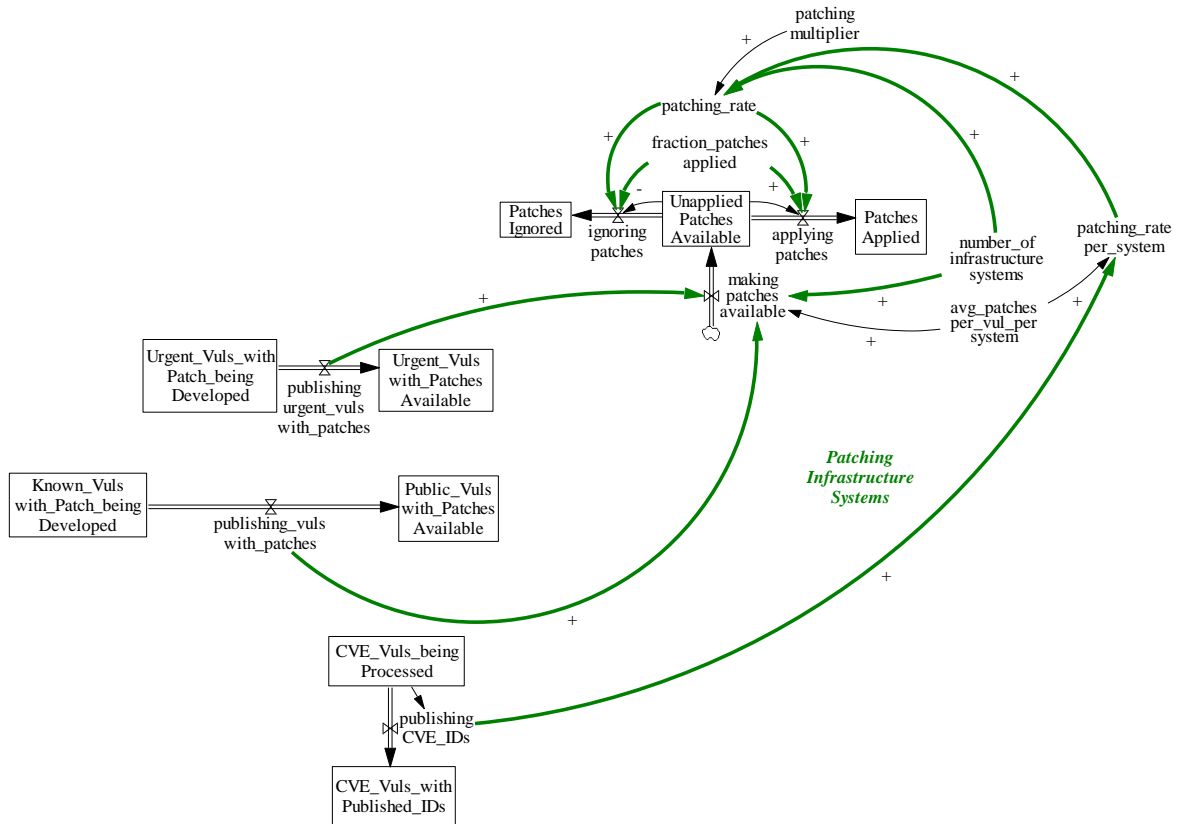 patching
multiplier
+
+
patching_rate
+
fraction_patches
applied
+
+
-
+
Patches
Ignored
Unapplied
Patches
Available
Patches
Applied
ignoring
patches
applying
patches
number_of
infrastructure
systems
patching_rate
per_system
making
patches
available
+
+
+
avg_patches
per_vul_per
system
+
Urgent_Vuls_with
Patch_being
Developed
publishing
urgent_vuls
with_patches
Urgent_Vuls
with_Patches
Available
Patching
Infrastructure
Systems
Known_Vuls
with_Patch_being
Developed
publishing_vuls
with_patches
Public_Vuls
with_Patches
Available
+
+
CVE_Vuls_being
Processed
publishing
CVE_IDs
CVE_Vuls_with
Published_IDs